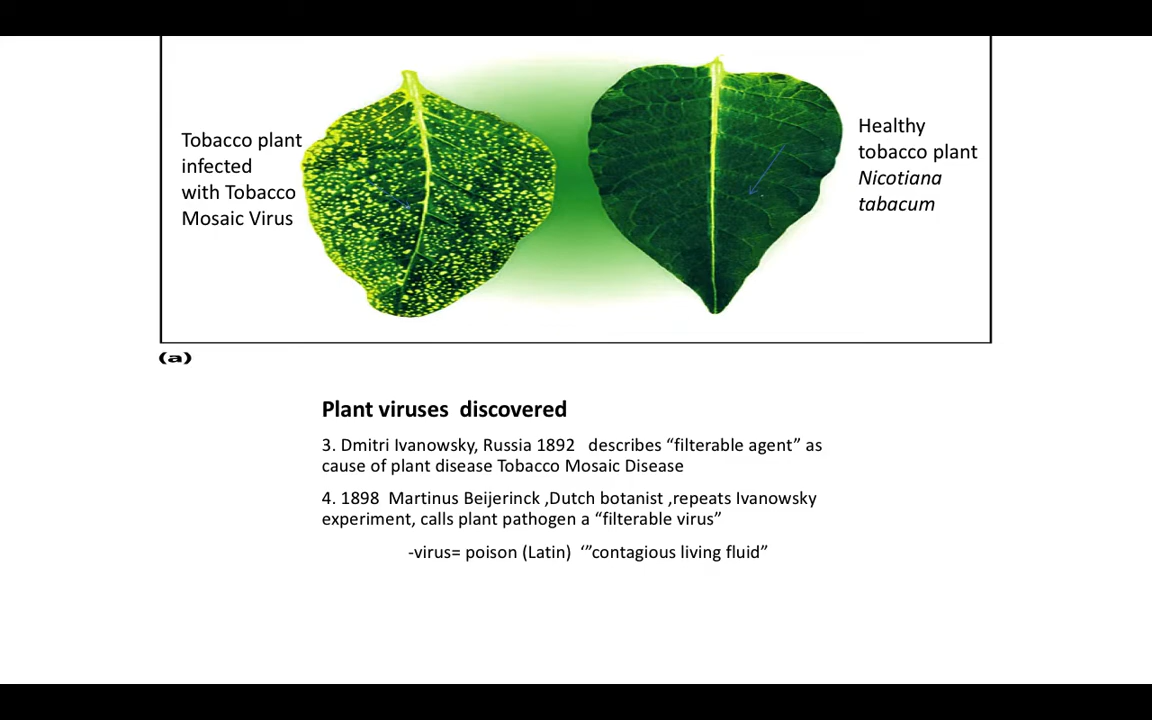 Tobacco plant
infected
with Tobacco
Mosaic Virus
Healthy
tobacco plant
Nicotiana
tabacum
(a)
Plant viruses  discovered
3. Dmitri Ivanowsky, Russia 1892   describes “filterable agent” as
cause of plant disease Tobacco Mosaic Disease
4. 1898  Martinus Beijerinck ,Dutch botanist ,repeats Ivanowsky
experiment, calls plant pathogen a “filterable virus”
-virus= poison (Latin)  ‘”contagious living fluid”